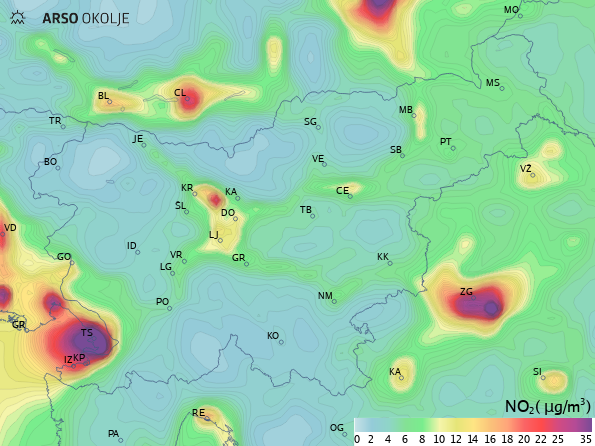 ARSO OKOLJE
MO
MS
BL
CL
MB
TR
SG
JE
PT
SB
BO
VE
VŽ
KR
KA
CE
ŠL
DO
TB
VD
LJ
ID
VR
GR
KK
GO
LG
ZG
NM
PO
GR
TS
KO
IZ
KP
KA
SI
RE
PA
OG
NO₂( µg/m³)
0 2 4 6 8 10 12 14 16 18 20 22 25 35